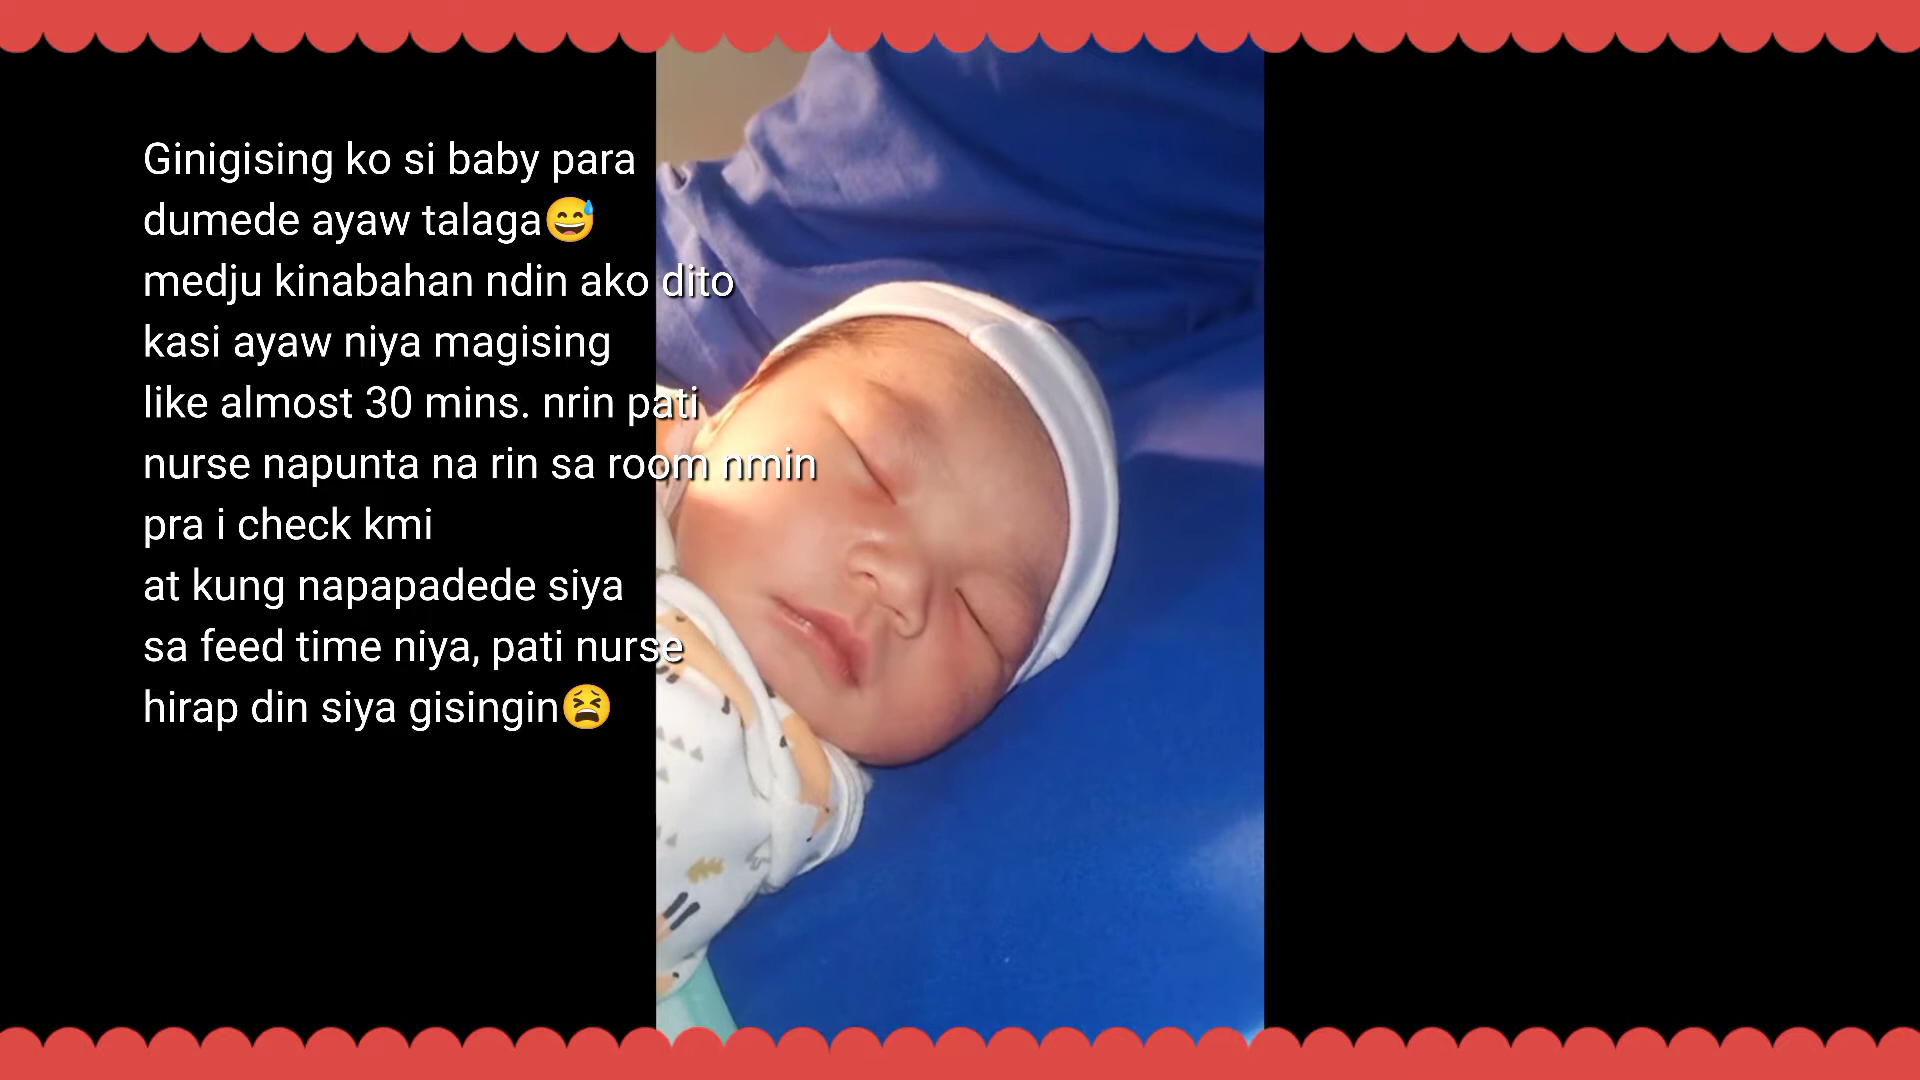 Ginigising ko si baby para
dumede ayaw talaga😅
medju kinabahan ndin ako dito
kasi ayaw niya magising
like almost 30 mins. nrin pati
nurse napunta na rin sa room nmin
pra i check kmi
at kung napapadede siya
sa feed time niya, pati nurse
hirap din siya gisingin😫